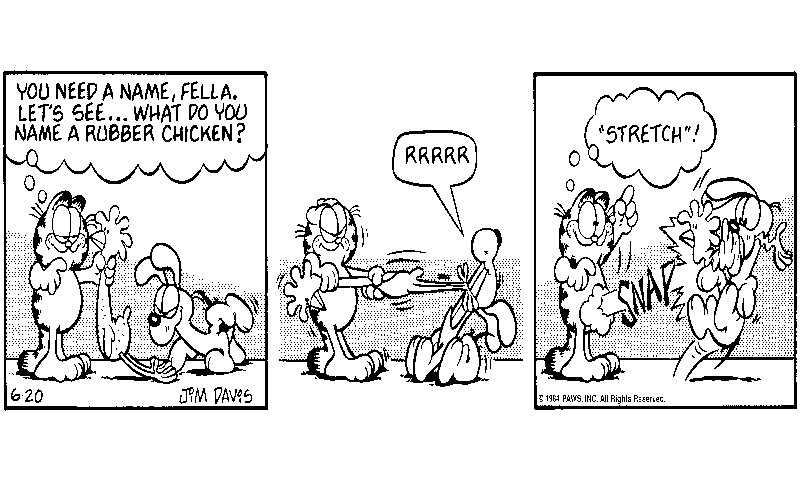 YOU NEED A NAME, FELLA.
LET'S SEE... WHAT DO YOU
NAME A RUBBER CHICKEN?
6-20
JIM DAVIS
RRRRR
"STRETCH"!
SNAP
© 1984 PAWS, INC. All Rights Reserved.